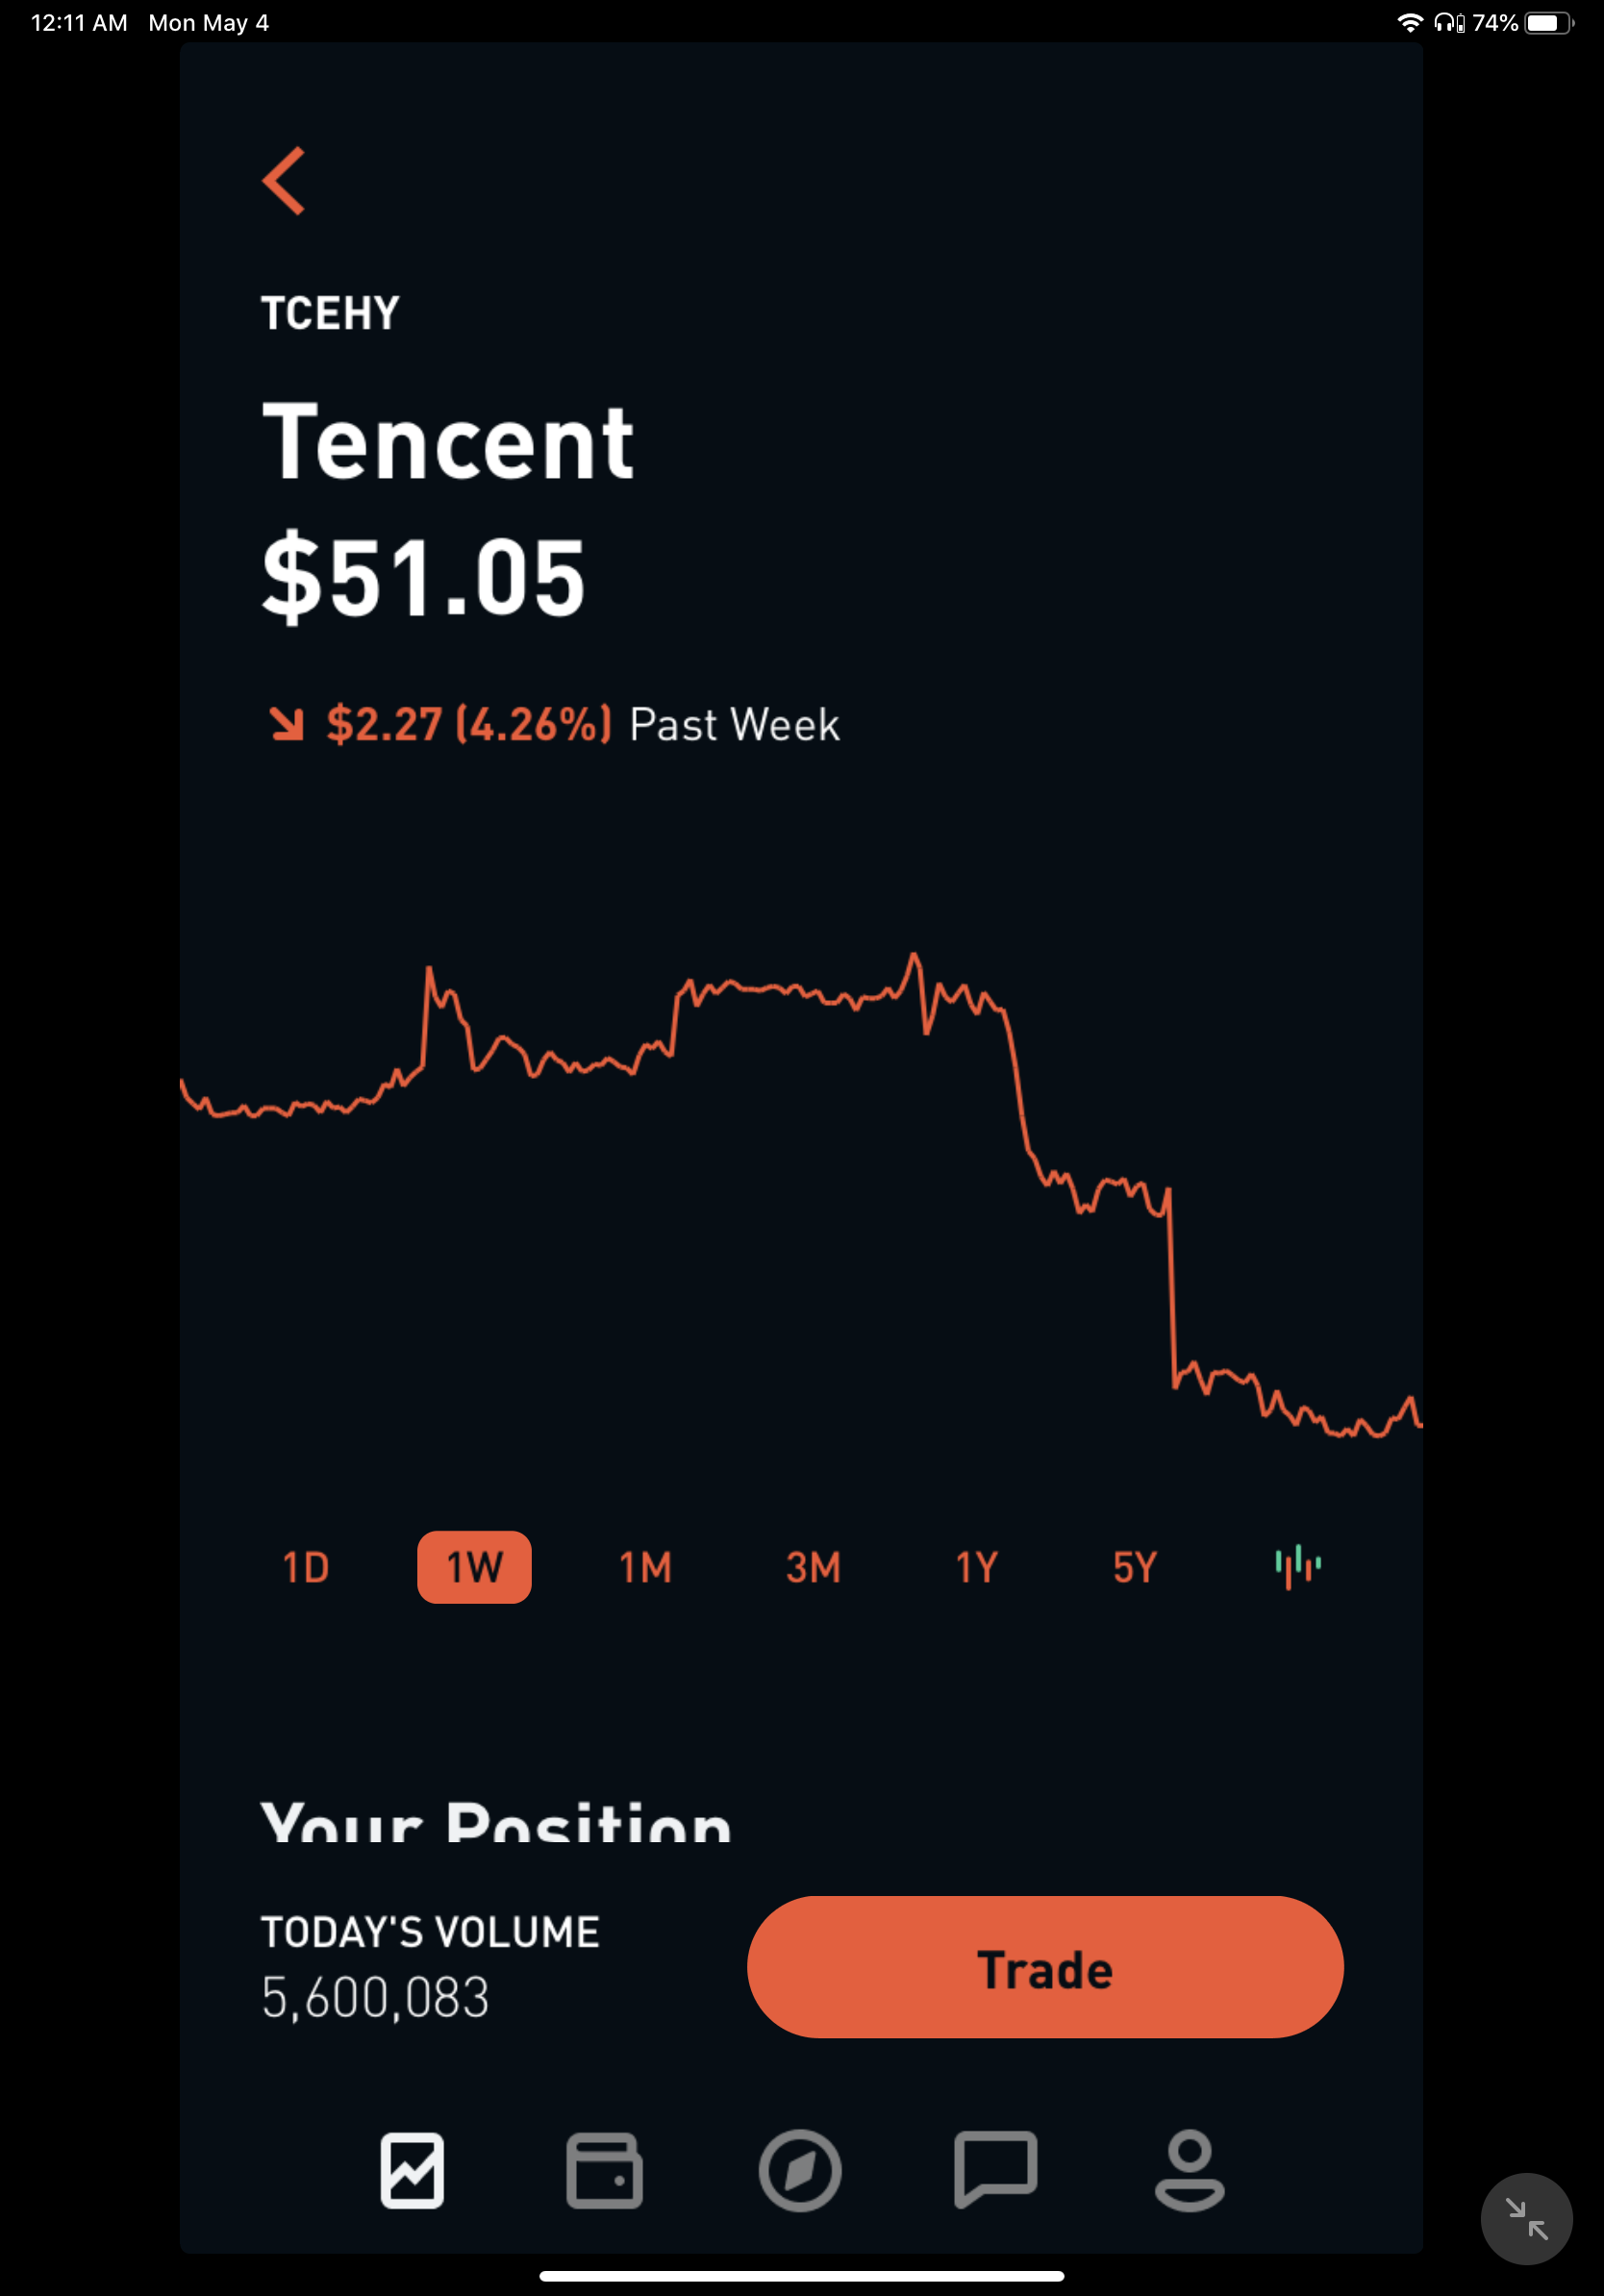 12:11 AM Mon May 4
74%
TCEHY
Tencent
$51.05
$2.27 (4.26%) Past Week
1D 1W 1M 3M 1Y 5Y
Your Position
TODAY'S VOLUME
5,600,083
Trade